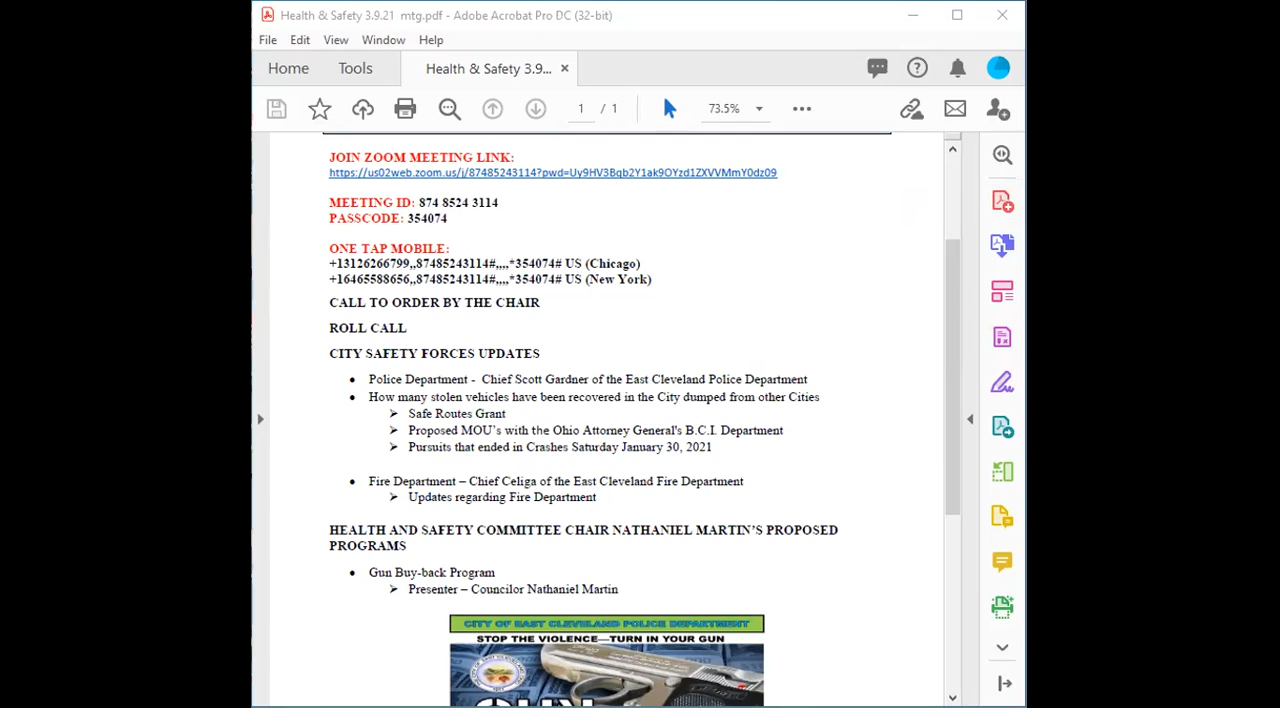 Health & Safety 3.9.21 mtg.pdf - Adobe Acrobat Pro DC (32-bit)
File Edit View Window Help
Home Tools Health & Safety 3.9... ×
1 / 1 73.5%
JOIN ZOOM MEETING LINK:
https://us02web.zoom.us/j/87485243114?pwd=Uy9HV3Bqb2Y1ak9OYzd1ZXVVMmY0dz09
MEETING ID: 874 8524 3114
PASSCODE: 354074
ONE TAP MOBILE:
+13126266799,,87485243114#,,,,*354074# US (Chicago)
+16465588656,,87485243114#,,,,*354074# US (New York)
CALL TO ORDER BY THE CHAIR
ROLL CALL
CITY SAFETY FORCES UPDATES
• Police Department - Chief Scott Gardner of the East Cleveland Police Department
• How many stolen vehicles have been recovered in the City dumped from other Cities
➢ Safe Routes Grant
➢ Proposed MOU’s with the Ohio Attorney General's B.C.I. Department
➢ Pursuits that ended in Crashes Saturday January 30, 2021
• Fire Department – Chief Celiga of the East Cleveland Fire Department
➢ Updates regarding Fire Department
HEALTH AND SAFETY COMMITTEE CHAIR NATHANIEL MARTIN’S PROPOSED
PROGRAMS
• Gun Buy-back Program
➢ Presenter – Councilor Nathaniel Martin
CITY OF EAST CLEVELAND POLICE DEPARTMENT
STOP THE VIOLENCE—TURN IN YOUR GUN